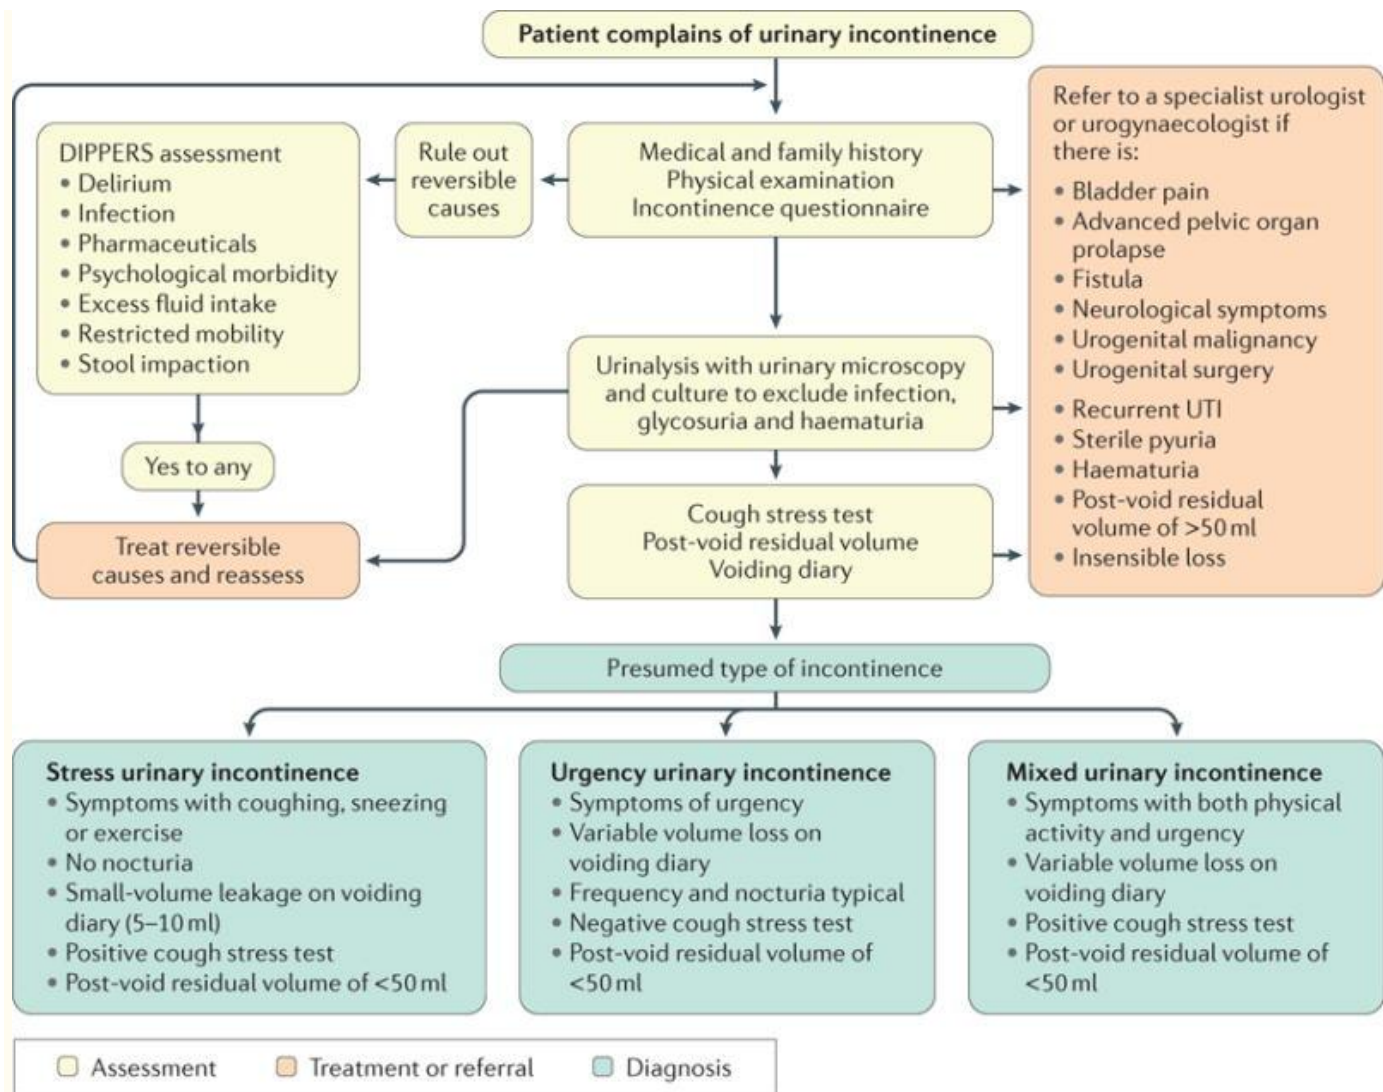 Patient complains of urinary incontinence
DIPPERS assessment
• Delirium
• Infection
• Pharmaceuticals
• Psychological morbidity
• Excess fluid intake
• Restricted mobility
• Stool impaction
Rule out
reversible
causes
Medical and family history
Physical examination
Incontinence questionnaire
Refer to a specialist urologist
or urogynaecologist if
there is:
• Bladder pain
• Advanced pelvic organ
prolapse
• Fistula
• Neurological symptoms
• Urogenital malignancy
• Urogenital surgery
• Recurrent UTI
• Sterile pyuria
• Haematuria
• Post-void residual
volume of >50 ml
• Insensible loss
Urinalysis with urinary microscopy
and culture to exclude infection,
glycosuria and haematuria
Yes to any
Treat reversible
causes and reassess
Cough stress test
Post-void residual volume
Voiding diary
Presumed type of incontinence
Stress urinary incontinence
• Symptoms with coughing, sneezing
or exercise
• No nocturia
• Small-volume leakage on voiding
diary (5–10 ml)
• Positive cough stress test
• Post-void residual volume of <50 ml
Urgency urinary incontinence
• Symptoms of urgency
• Variable volume loss on
voiding diary
• Frequency and nocturia typical
• Negative cough stress test
• Post-void residual volume of
<50 ml
Mixed urinary incontinence
• Symptoms with both physical
activity and urgency
• Variable volume loss on
voiding diary
• Positive cough stress test
• Post-void residual volume of
<50 ml
Assessment
Treatment or referral
Diagnosis